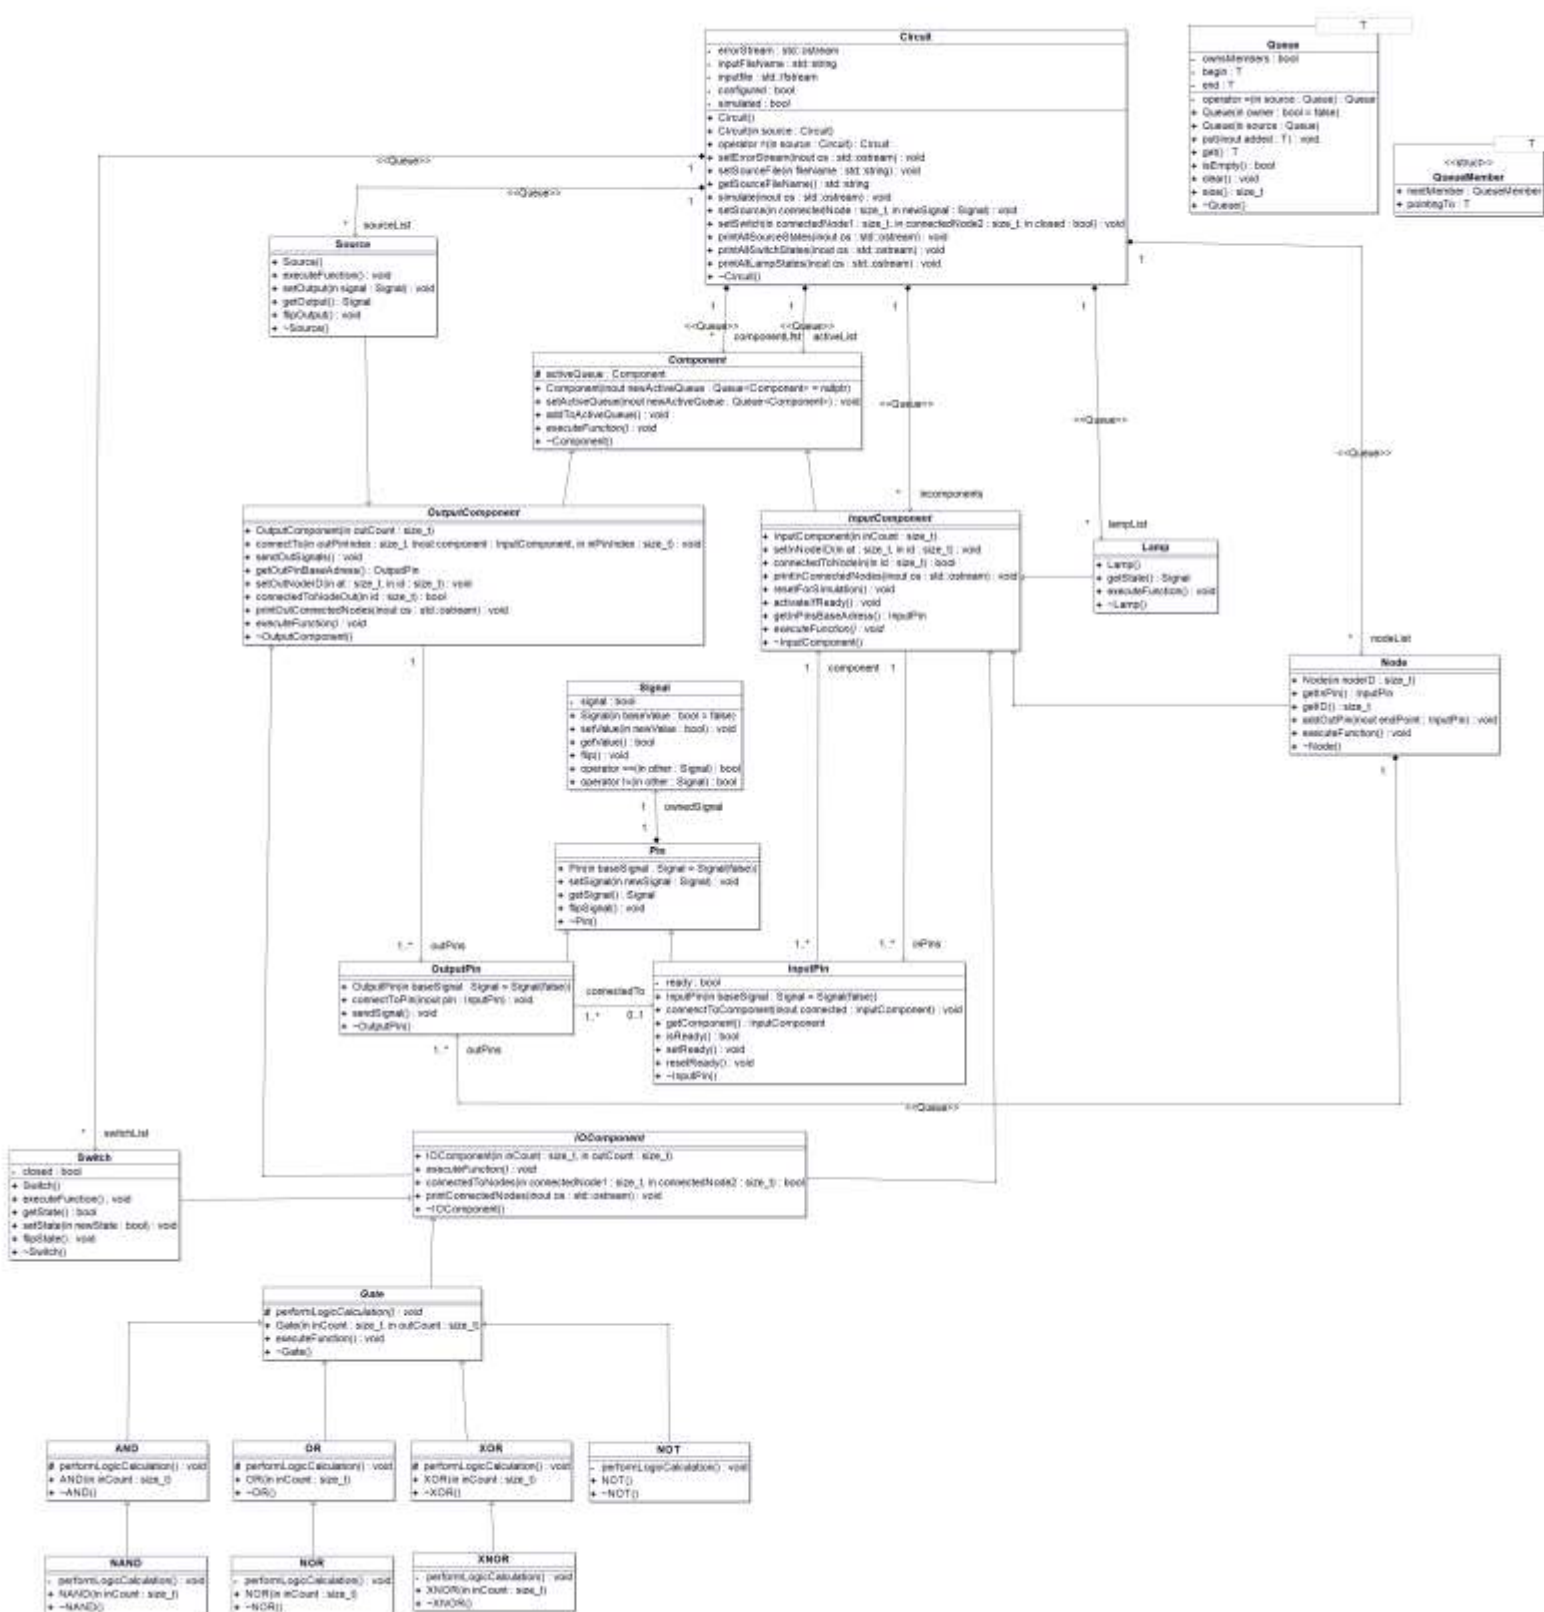 Circuit
- errorStream : std::ostream
- inputFileName : std::string
- inputfile : std::ifstream
- configured : bool
- simulated : bool
+ Circuit()
+ Circuit(in source : Circuit)
+ operator =(in source : Circuit) : Circuit
+ setErrorStream(inout os : std::ostream) : void
+ setSourceFile(in fileName : std::string) : void
+ getSourceFileName() : std::string
+ simulate(inout os : std::ostream) : void
+ setSource(in connectedNode : size_t, in newSignal : Signal) : void
+ setSwitch(in connectedNode1 : size_t, in connectedNode2 : size_t, in closed : bool) : void
+ printAllSourceStates(inout os : std::ostream) : void
+ printAllSwitchStates(inout os : std::ostream) : void
+ printAllLampStates(inout os : std::ostream) : void
+ ~Circuit()
T
Queue
- ownsMembers : bool
- begin : T
- end : T
- operator =(in source : Queue) : Queue
+ Queue(in owner : bool = false)
+ Queue(in source : Queue)
+ put(inout added : T) : void
+ get() : T
+ isEmpty() : bool
+ clear() : void
+ size() : size_t
+ ~Queue()
T
<<struct>>
QueueMember
+ nextMember : QueueMember
+ pointingTo : T
<<Queue>>
1
<<Queue>>
1
* sourceList
Source
+ Source()
+ executeFunction() : void
+ setOutput(in signal : Signal) : void
+ getOutput() : Signal
+ flipOutput() : void
+ ~Source()
1
1
1
1
1
<<Queue>>
<<Queue>>
* componentList
activeList
Component
# activeQueue : Component
+ Component(inout newActiveQueue : Queue<Component> = nullptr)
+ setActiveQueue(inout newActiveQueue : Queue<Component>) : void
+ addToActiveQueue() : void
+ executeFunction() : void
+ ~Component()
<<Queue>>
<<Queue>>
<<Queue>>
OutputComponent
+ OutputComponent(in outCount : size_t)
+ connectTo(in outPinIndex : size_t, inout component : InputComponent, in inPinIndex : size_t) : void
+ sendOutSignals() : void
+ getOutPinBaseAdress() : OutputPin
+ setOutNodeID(in at : size_t, in id : size_t) : void
+ connectedToNodeOut(in id : size_t) : bool
+ printOutConnectedNodes(inout os : std::ostream) : void
+ executeFunction() : void
+ ~OutputComponent()
* incomponents
InputComponent
+ InputComponent(in inCount : size_t)
+ setInNodeID(in at : size_t, in id : size_t) : void
+ connectedToNodeIn(in id : size_t) : bool
+ printInConnectedNodes(inout os : std::ostream) : void
+ resetForSimulation() : void
+ activateIfReady() : void
+ getInPinsBaseAdress() : InputPin
+ executeFunction() : void
+ ~InputComponent()
* lampList
Lamp
+ Lamp()
+ getState() : Signal
+ executeFunction() : void
+ ~Lamp()
* nodeList
Node
+ Node(in nodeID : size_t)
+ getInPin() : InputPin
+ getID() : size_t
+ addOutPin(inout endPoint : InputPin) : void
+ executeFunction() : void
+ ~Node()
1
1
1 component 1
Signal
- signal : bool
+ Signal(in baseValue : bool = false)
+ setValue(in newValue : bool) : void
+ getValue() : bool
+ flip() : void
+ operator ==(in other : Signal) : bool
+ operator !=(in other : Signal) : bool
1 ownedSignal
1
Pin
+ Pin(in baseSignal : Signal = Signal(false))
+ setSignal(in newSignal : Signal) : void
+ getSignal() : Signal
+ flipSignal() : void
+ ~Pin()
1..* outPins
1..*
1..* inPins
OutputPin
+ OutputPin(in baseSignal : Signal = Signal(false))
+ connectToPin(inout pin : InputPin) : void
+ sendSignal() : void
+ ~OutputPin()
connectedTo
1..* 0..1
InputPin
- ready : bool
+ InputPin(in baseSignal : Signal = Signal(false))
+ connenctToComponent(inout connected : InputComponent) : void
+ getComponent() : InputComponent
+ isReady() : bool
+ setReady() : void
+ resetReady() : void
+ ~InputPin()
1..* outPins
<<Queue>>
* switchList
Switch
- closed : bool
+ Switch()
+ executeFunction() : void
+ getState() : bool
+ setState(in newState : bool) : void
+ flipState() : void
+ ~Switch()
IOComponent
+ IOComponent(in inCount : size_t, in outCount : size_t)
+ executeFunction() : void
+ connectedToNodes(in connectedNode1 : size_t, in connectedNode2 : size_t) : bool
+ printConnectedNodes(inout os : std::ostream) : void
+ ~IOComponent()
Gate
# performLogicCalculation() : void
+ Gate(in inCount : size_t, in outCount : size_t)
+ executeFunction() : void
+ ~Gate()
AND
# performLogicCalculation() : void
+ AND(in inCount : size_t)
+ ~AND()
OR
# performLogicCalculation() : void
+ OR(in inCount : size_t)
+ ~OR()
XOR
# performLogicCalculation() : void
+ XOR(in inCount : size_t)
+ ~XOR()
NOT
- performLogicCalculation() : void
+ NOT()
+ ~NOT()
NAND
- performLogicCalculation() : void
+ NAND(in inCount : size_t)
+ ~NAND()
NOR
- performLogicCalculation() : void
+ NOR(in inCount : size_t)
+ ~NOR()
XNOR
- performLogicCalculation() : void
+ XNOR(in inCount : size_t)
+ ~XNOR()